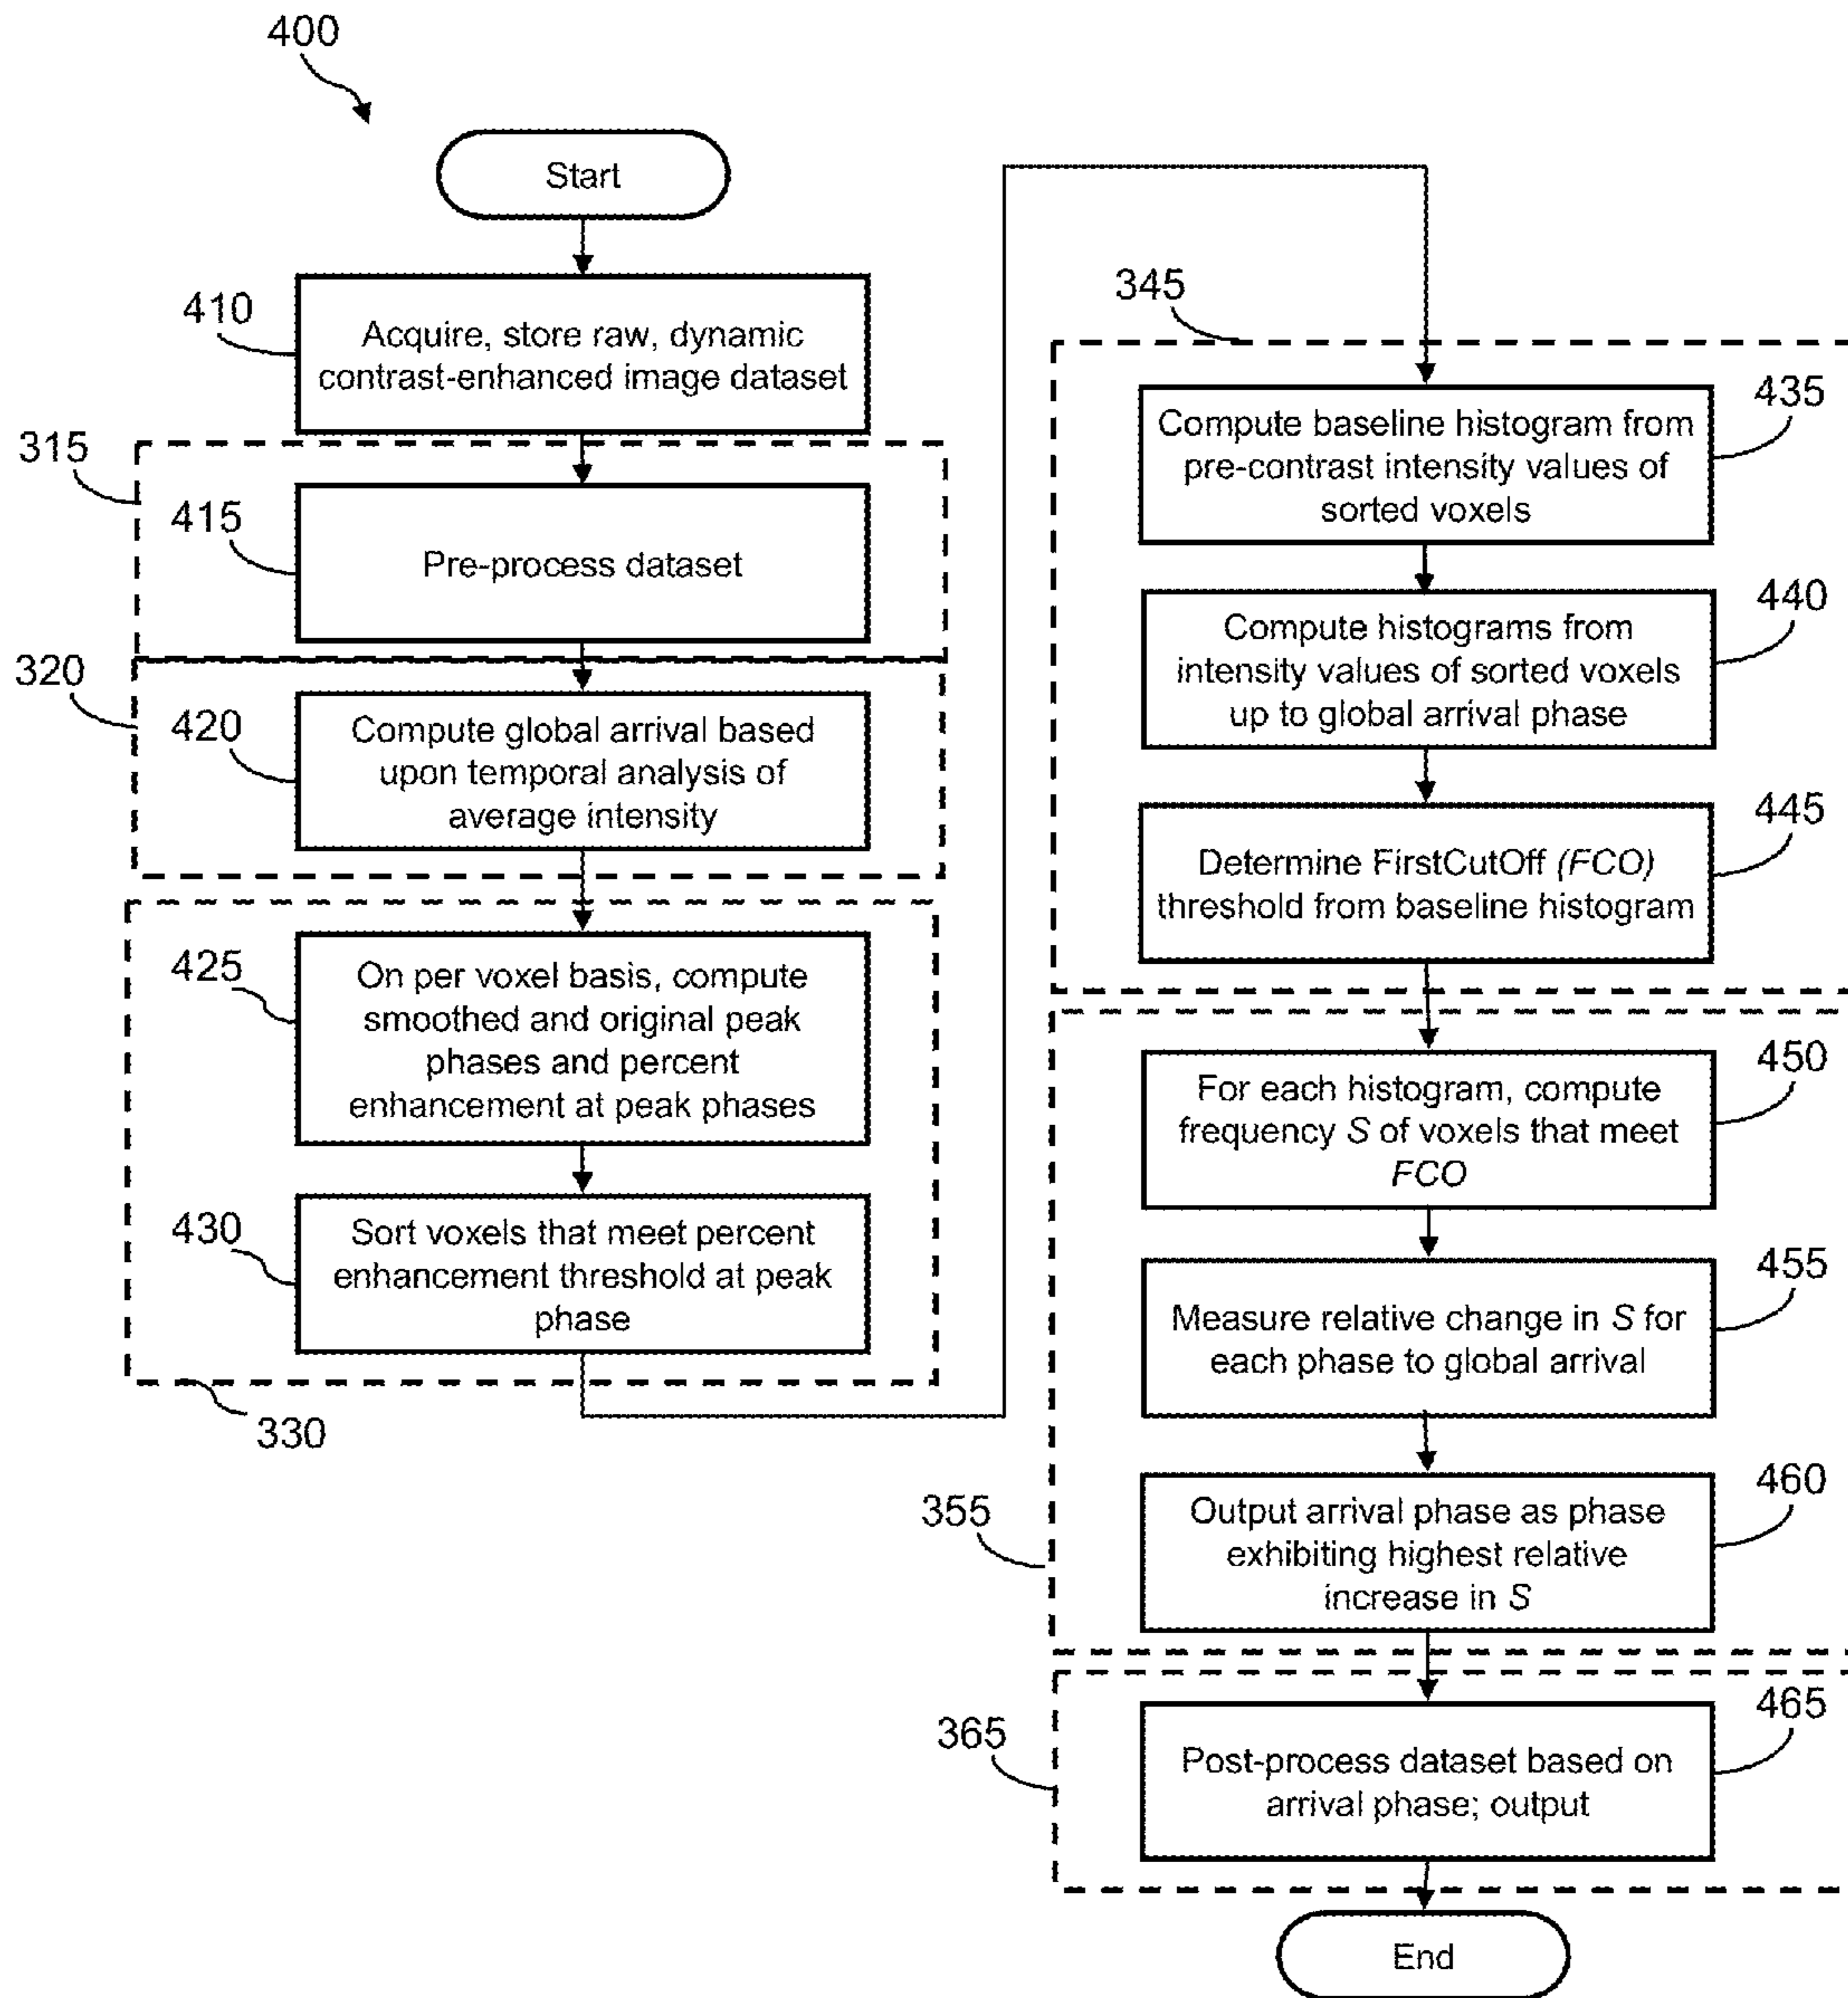 400
Start
410
Acquire, store raw, dynamic
contrast-enhanced image dataset
315
415
Pre-process dataset
320
420
Compute global arrival based
upon temporal analysis of
average intensity
425
On per voxel basis, compute
smoothed and original peak
phases and percent
enhancement at peak phases
430
Sort voxels that meet percent
enhancement threshold at peak
phase
330
345
435
Compute baseline histogram from
pre-contrast intensity values of
sorted voxels
440
Compute histograms from
intensity values of sorted voxels
up to global arrival phase
445
Determine FirstCutOff (FCO)
threshold from baseline histogram
450
For each histogram, compute
frequency S of voxels that meet
FCO
455
Measure relative change in S for
each phase to global arrival
355
460
Output arrival phase as phase
exhibiting highest relative
increase in S
365
465
Post-process dataset based on
arrival phase; output
End